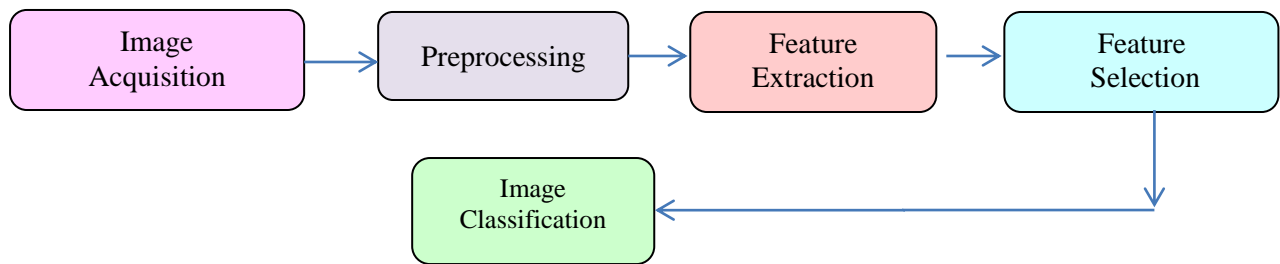 Image
Acquisition
Preprocessing
Feature
Extraction
Feature
Selection
Image
Classification